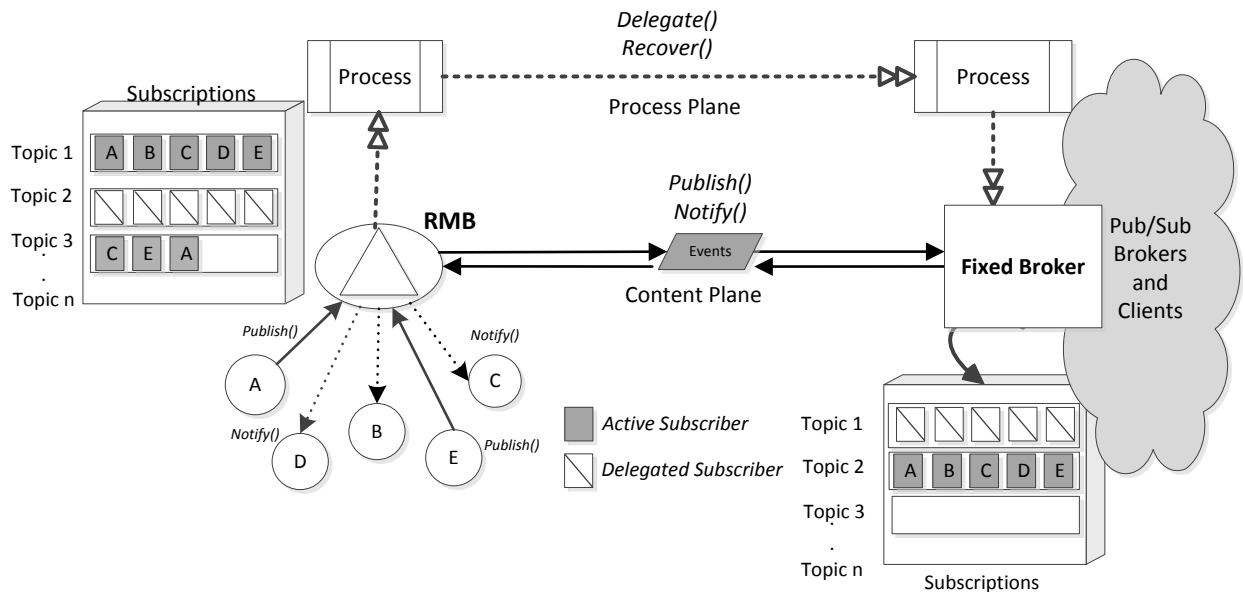 Delegate()
Recover()
Process
Process
Process Plane
Subscriptions
Topic 1
A B C D E
Topic 2
Topic 3
C E A
.
.
Topic n
RMB
Publish()
Notify()
Events
Content Plane
Fixed Broker
Pub/Sub
Brokers
and
Clients
Publish()
Notify()
A
C
B
D
E
Notify()
Publish()
Active Subscriber
Delegated Subscriber
Topic 1
Topic 2
A B C D E
Topic 3
.
.
Topic n
Subscriptions